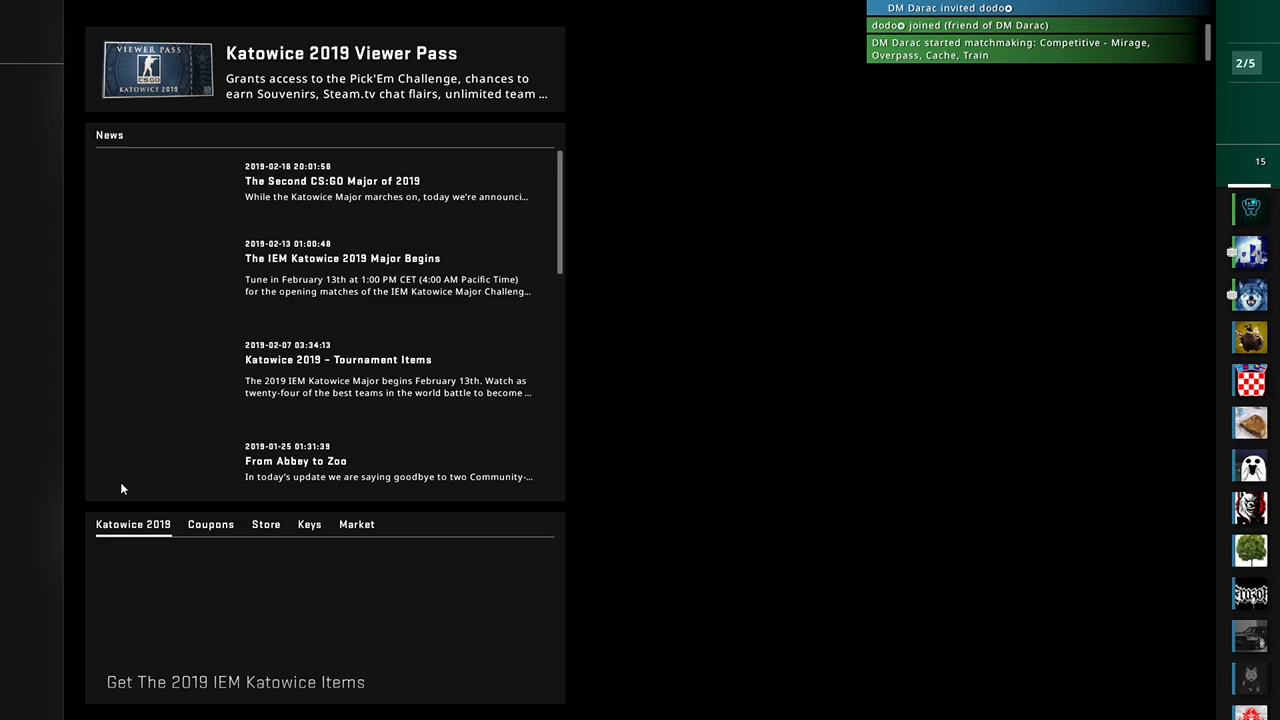 DM Darac invited dodo✪
dodo✪ joined (friend of DM Darac)
DM Darac started matchmaking: Competitive - Mirage,
Overpass, Cache, Train
2/5
15
VIEWER PASS
CS:GO
KATOWICE 2019
Katowice 2019 Viewer Pass
Grants access to the Pick'Em Challenge, chances to
earn Souvenirs, Steam.tv chat flairs, unlimited team ...
News
2019-02-18 20:01:58
The Second CS:GO Major of 2019
While the Katowice Major marches on, today we're announci...
2019-02-13 01:00:48
The IEM Katowice 2019 Major Begins
Tune in February 13th at 1:00 PM CET (4:00 AM Pacific Time)
for the opening matches of the IEM Katowice Major Challeng...
2019-02-07 03:34:13
Katowice 2019 – Tournament Items
The 2019 IEM Katowice Major begins February 13th. Watch as
twenty-four of the best teams in the world battle to become ...
2019-01-25 01:31:39
From Abbey to Zoo
In today's update we are saying goodbye to two Community-...
Katowice 2019 Coupons Store Keys Market
Get The 2019 IEM Katowice Items